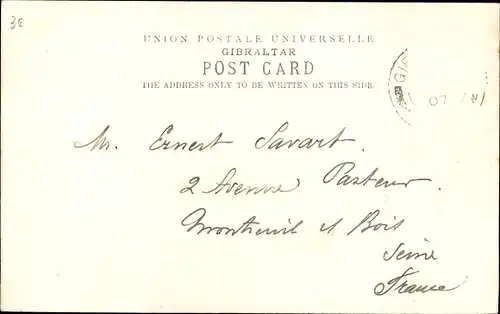 32
UNION POSTALE UNIVERSELLE
GIBRALTAR
POST CARD
THE ADDRESS ONLY TO BE WRITTEN ON THIS SIDE.
GI
07
Mr. Ernest Savart.
2 Avenue Pasteur.
Montreuil s/ Bois
Seine
France